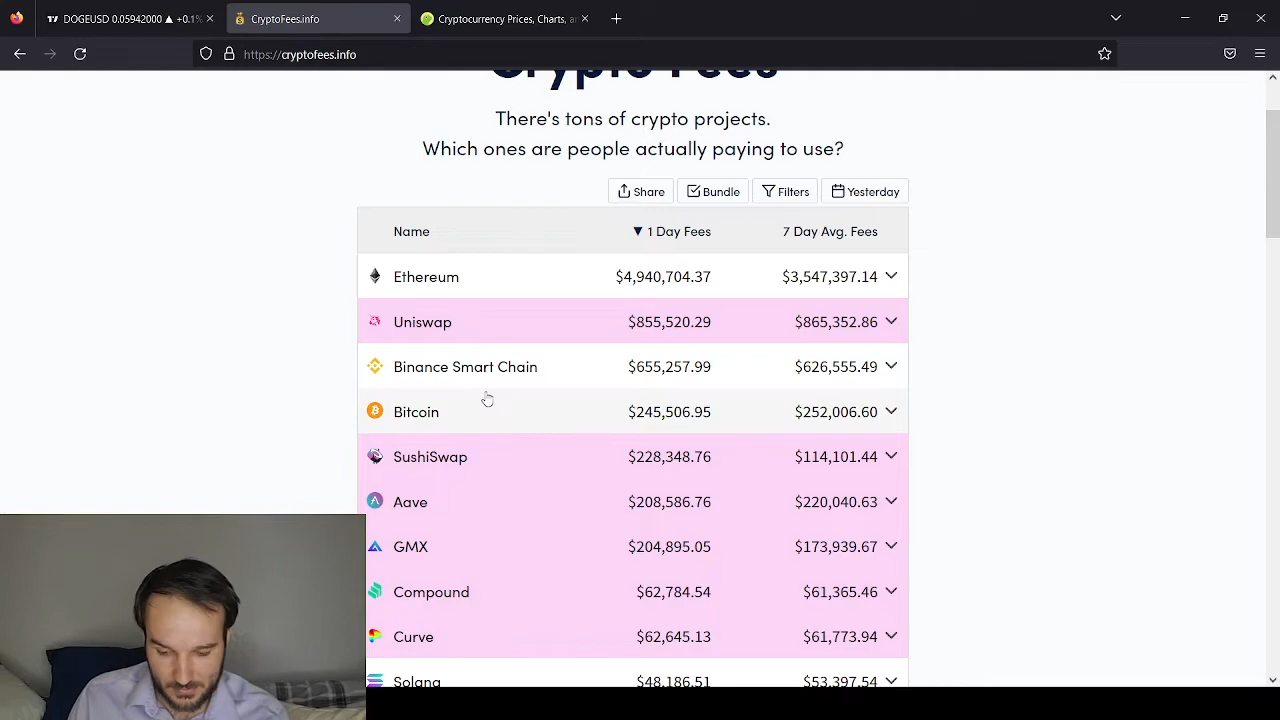 DOGEUSD 0.05942000 ▲ +0.1%
CryptoFees.info
Cryptocurrency Prices, Charts, a
https://cryptofees.info
Crypto Fees
There's tons of crypto projects.
Which ones are people actually paying to use?
Share Bundle Filters Yesterday
Name ▼ 1 Day Fees 7 Day Avg. Fees
Ethereum $4,940,704.37 $3,547,397.14
Uniswap $855,520.29 $865,352.86
Binance Smart Chain $655,257.99 $626,555.49
Bitcoin $245,506.95 $252,006.60
SushiSwap $228,348.76 $114,101.44
Aave $208,586.76 $220,040.63
GMX $204,895.05 $173,939.67
Compound $62,784.54 $61,365.46
Curve $62,645.13 $61,773.94
Solana $48,186.51 $53,397.54